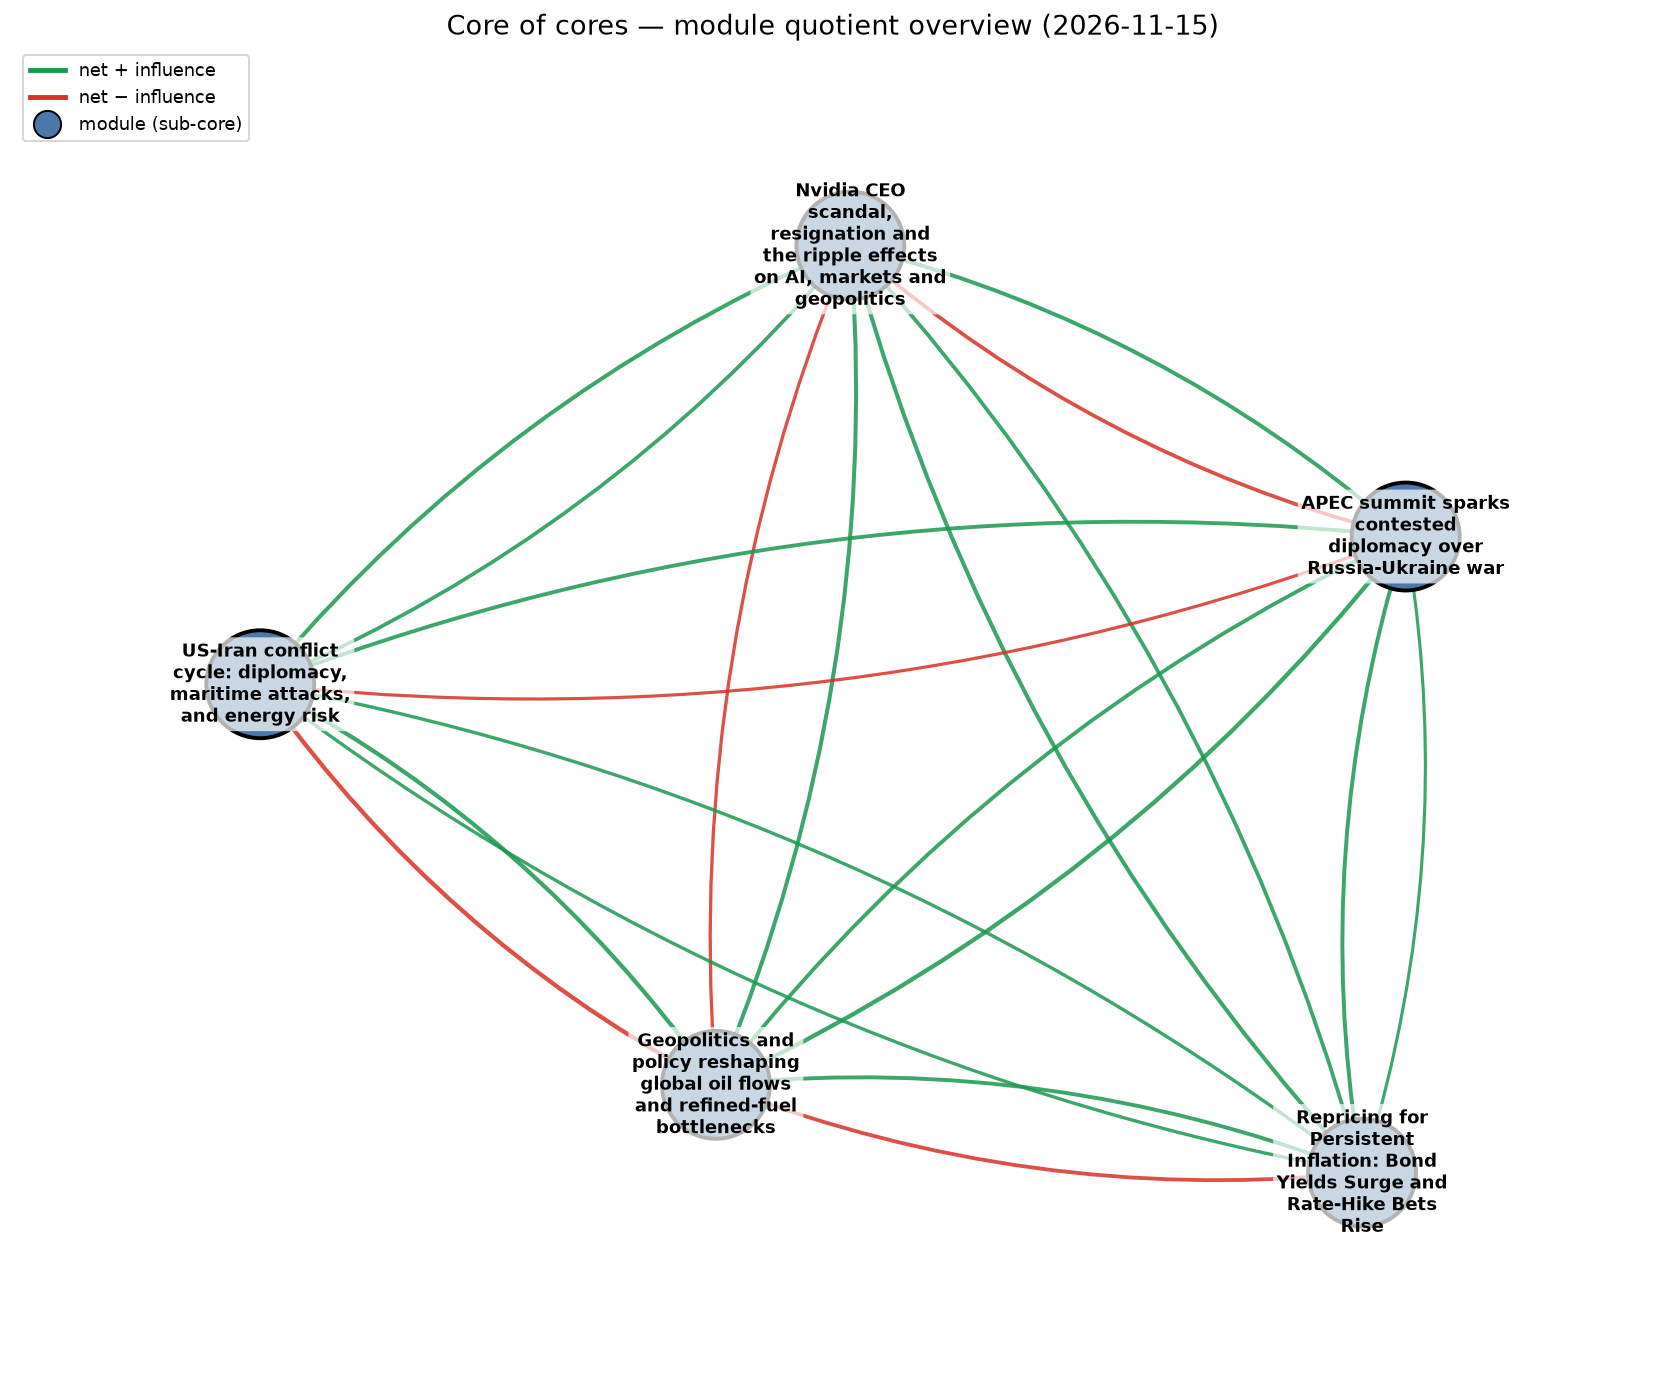 Core of cores — module quotient overview (2026-11-15)
net + influence
net − influence
module (sub-core)
Nvidia CEO
scandal,
resignation and
the ripple effects
on AI, markets and
geopolitics
APEC summit sparks
contested
diplomacy over
Russia-Ukraine war
US-Iran conflict
cycle: diplomacy,
maritime attacks,
and energy risk
Geopolitics and
policy reshaping
global oil flows
and refined-fuel
bottlenecks
Repricing for
Persistent
Inflation: Bond
Yields Surge and
Rate-Hike Bets
Rise